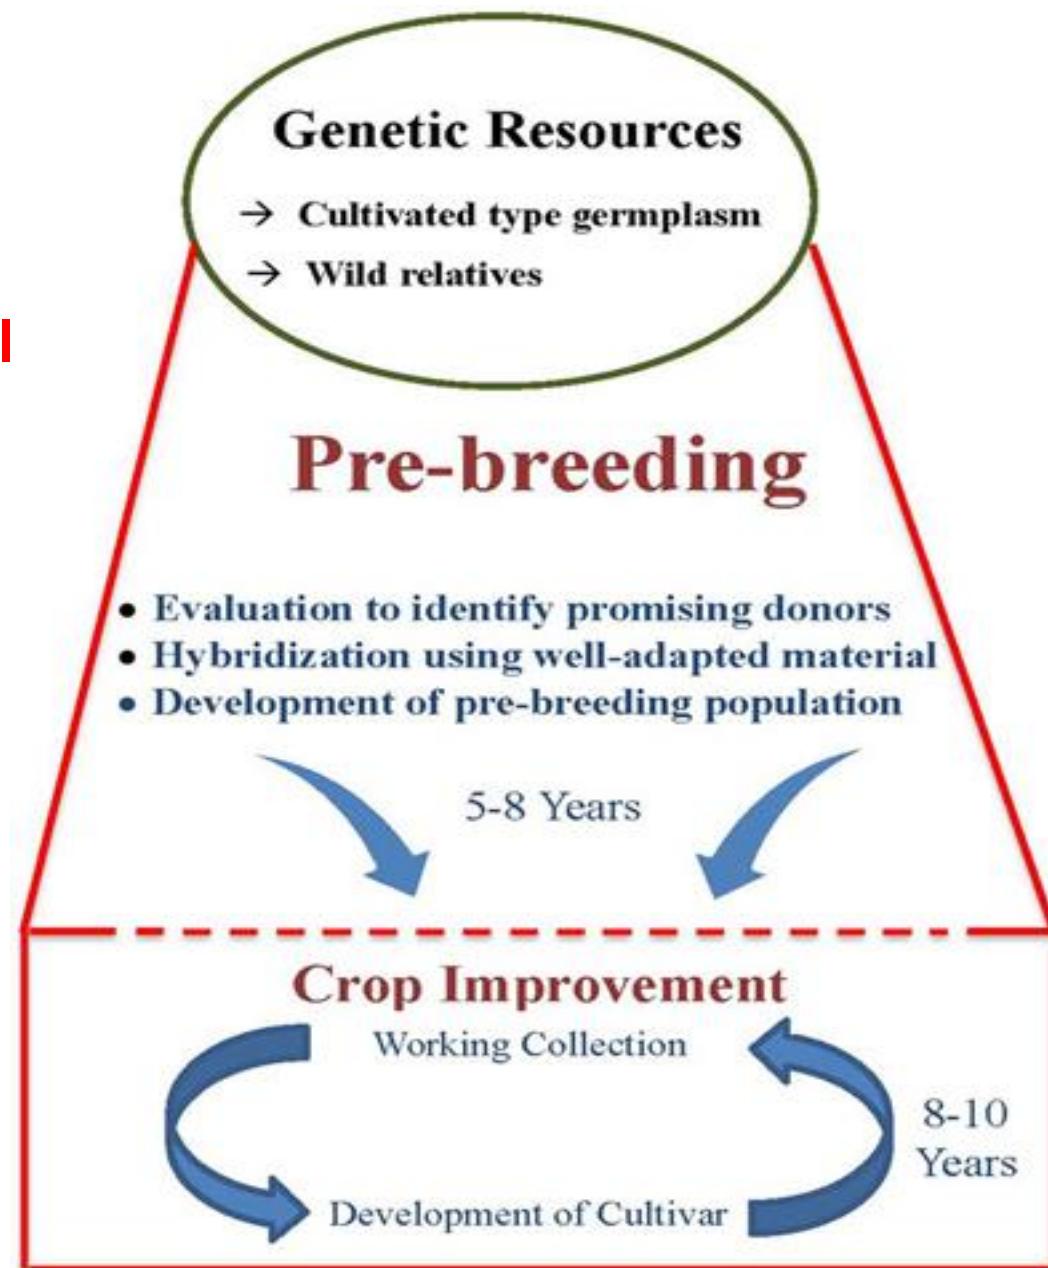 Genetic Resources
→ Cultivated type germplasm
→ Wild relatives
Pre-breeding
• Evaluation to identify promising donors
• Hybridization using well-adapted material
• Development of pre-breeding population
5-8 Years
Crop Improvement
Working Collection
8-10
Years
Development of Cultivar